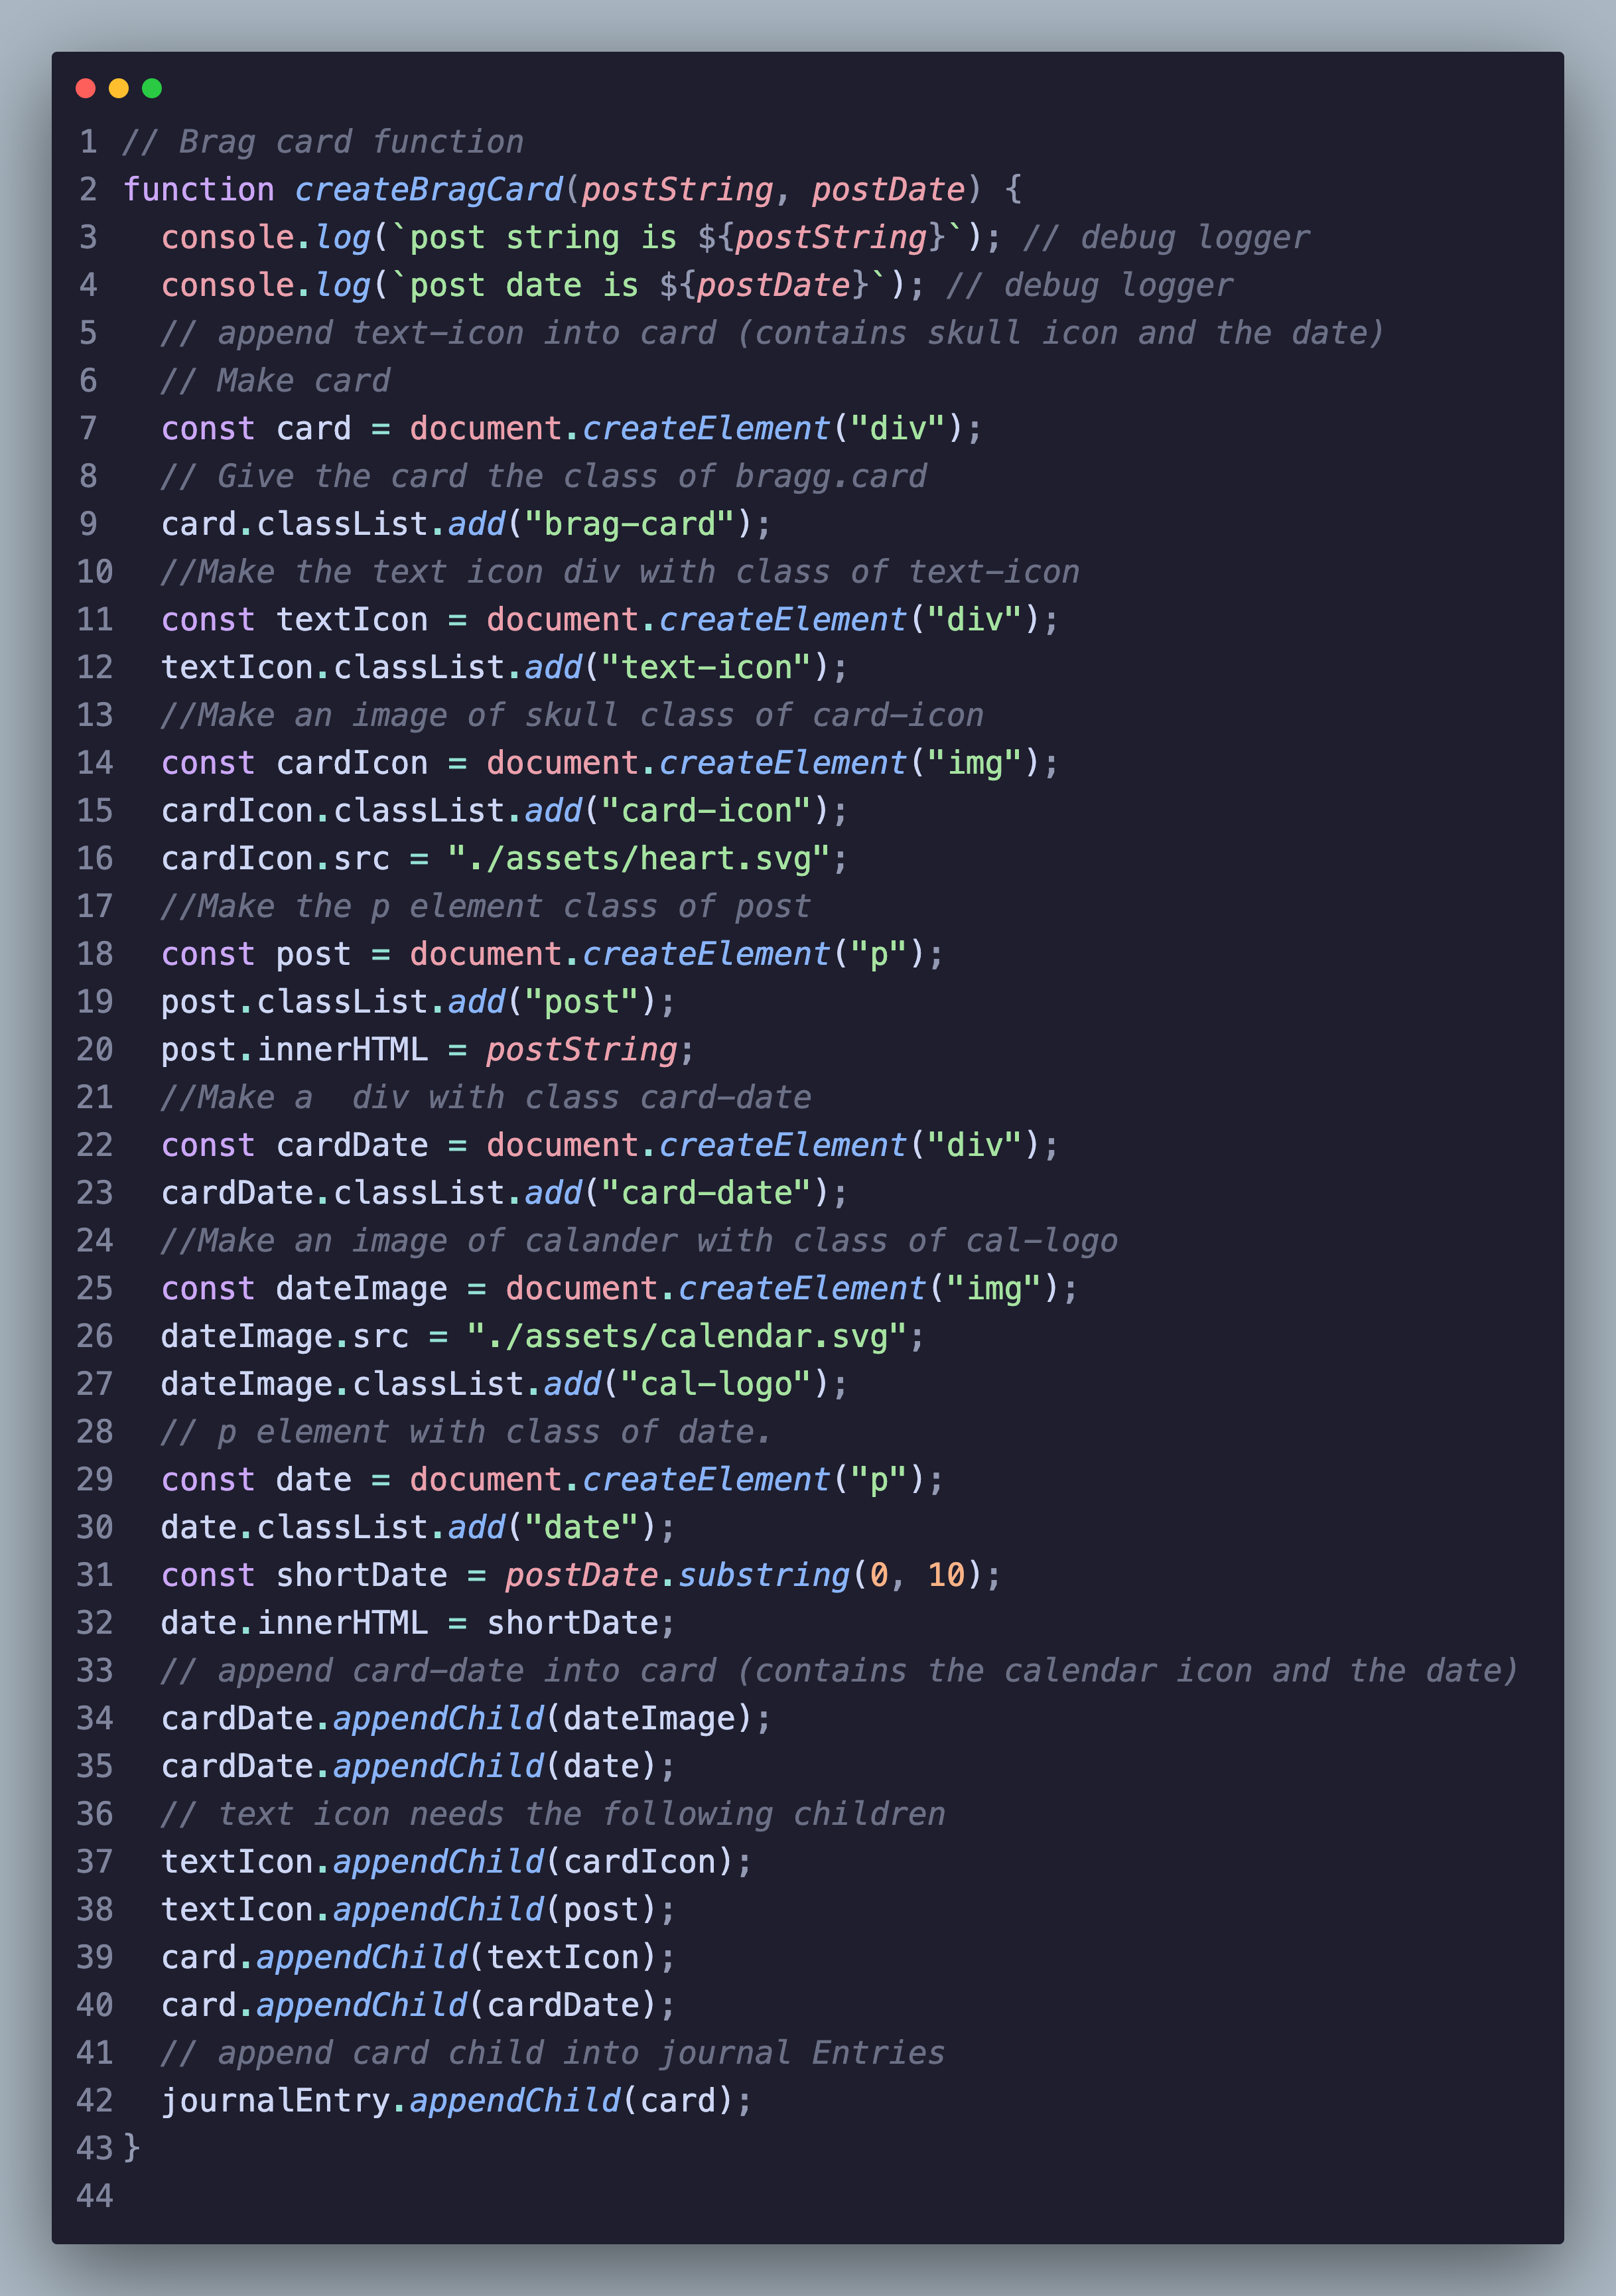 1 // Brag card function
2 function createBragCard(postString, postDate) {
3   console.log(`post string is ${postString}`); // debug logger
4   console.log(`post date is ${postDate}`); // debug logger
5   // append text-icon into card (contains skull icon and the date)
6   // Make card
7   const card = document.createElement("div");
8   // Give the card the class of bragg.card
9   card.classList.add("brag-card");
10   //Make the text icon div with class of text-icon
11   const textIcon = document.createElement("div");
12   textIcon.classList.add("text-icon");
13   //Make an image of skull class of card-icon
14   const cardIcon = document.createElement("img");
15   cardIcon.classList.add("card-icon");
16   cardIcon.src = "./assets/heart.svg";
17   //Make the p element class of post
18   const post = document.createElement("p");
19   post.classList.add("post");
20   post.innerHTML = postString;
21   //Make a  div with class card-date
22   const cardDate = document.createElement("div");
23   cardDate.classList.add("card-date");
24   //Make an image of calander with class of cal-logo
25   const dateImage = document.createElement("img");
26   dateImage.src = "./assets/calendar.svg";
27   dateImage.classList.add("cal-logo");
28   // p element with class of date.
29   const date = document.createElement("p");
30   date.classList.add("date");
31   const shortDate = postDate.substring(0, 10);
32   date.innerHTML = shortDate;
33   // append card-date into card (contains the calendar icon and the date)
34   cardDate.appendChild(dateImage);
35   cardDate.appendChild(date);
36   // text icon needs the following children
37   textIcon.appendChild(cardIcon);
38   textIcon.appendChild(post);
39   card.appendChild(textIcon);
40   card.appendChild(cardDate);
41   // append card child into journal Entries
42   journalEntry.appendChild(card);
43 }
44